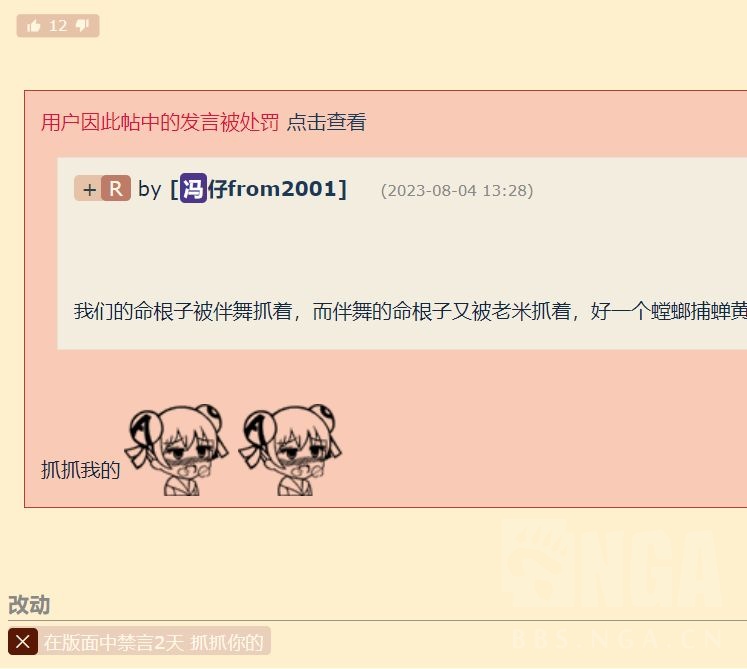 12
用户因此帖中的发言被处罚 点击查看
+ R by [冯仔from2001] (2023-08-04 13:28)
我们的命根子被伴舞抓着，而伴舞的命根子又被老米抓着，好一个螳螂捕蝉黄
抓抓我的
NGA
BBS.NGA.CN
改动
在版面中禁言2天 抓抓你的